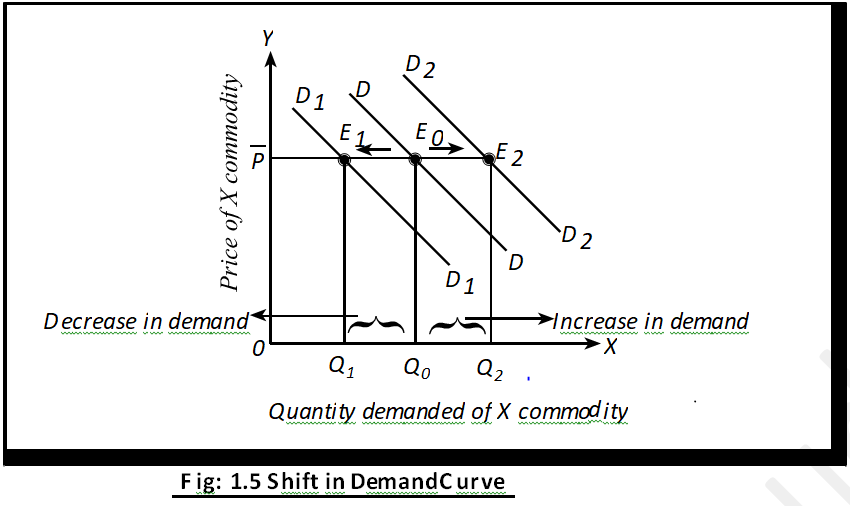 Y
D2
D1
D
E1
E0
P̅
E2
Price of X commodity
D2
D
D1
Decrease in demand
Increase in demand
0
X
Q1
Q0
Q2
Quantity demanded of X commodity
Fig: 1.5 Shift in DemandCurve